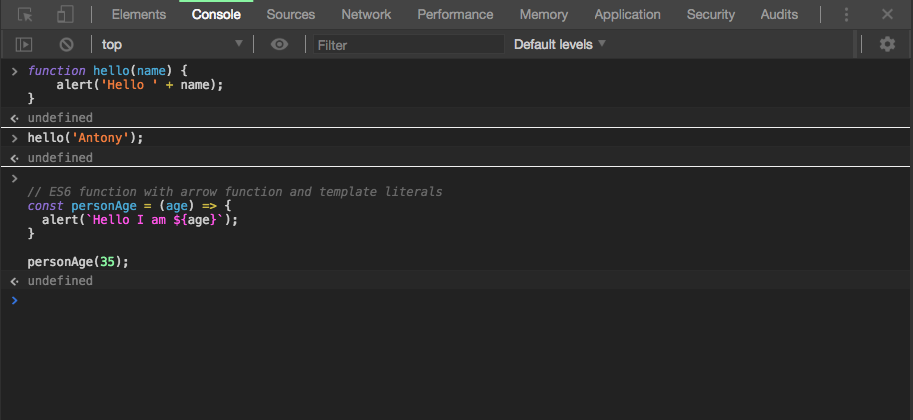 Elements Console Sources Network Performance Memory Application Security Audits
top Filter Default levels
function hello(name) {
    alert('Hello ' + name);
}
undefined
hello('Antony');
undefined
// ES6 function with arrow function and template literals
const personAge = (age) => {
  alert(`Hello I am ${age}`);
}
personAge(35);
undefined